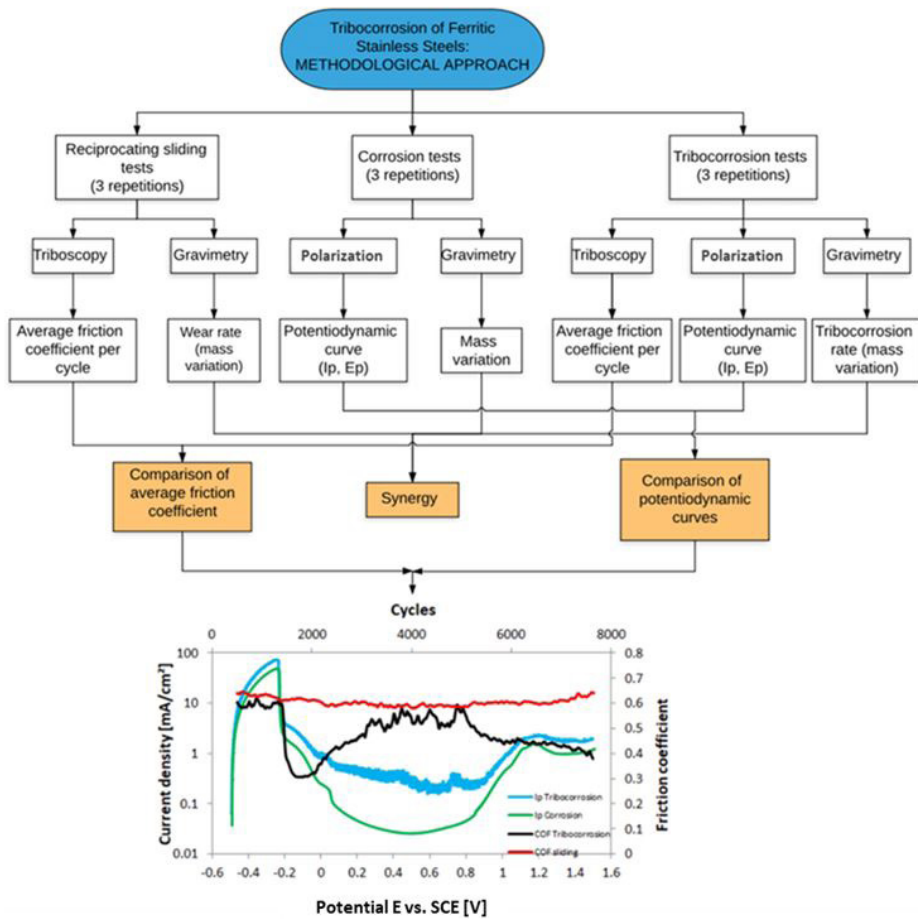 Tribocorrosion of Ferritic
Stainless Steels:
METHODOLOGICAL APPROACH
Reciprocating sliding
tests
(3 repetitions)
Corrosion tests
(3 repetitions)
Tribocorrosion tests
(3 repetitions)
Triboscopy
Gravimetry
Polarization
Gravimetry
Triboscopy
Polarization
Gravimetry
Average friction
coefficient per
cycle
Wear rate
(mass
variation)
Potentiodynamic
curve
(Ip, Ep)
Mass
variation
Average friction
coefficient per
cycle
Potentiodynamic
curve
(Ip, Ep)
Tribocorrosion
rate (mass
variation)
Comparison of
average friction
coefficient
Synergy
Comparison of
potentiodynamic
curves
Cycles
0 2000 4000 6000 8000
Current density [mA/cm²]
100
10
1
0.1
0.01
0.8
0.7
0.6
0.5
0.4
0.3
0.2
0.1
0
Friction coefficient
Ip Tribocorrosion
Ip Corrosion
COF Tribocorrosion
COF sliding
-0.6 -0.4 -0.2 0 0.2 0.4 0.6 0.8 1 1.2 1.4 1.6
Potential E vs. SCE [V]